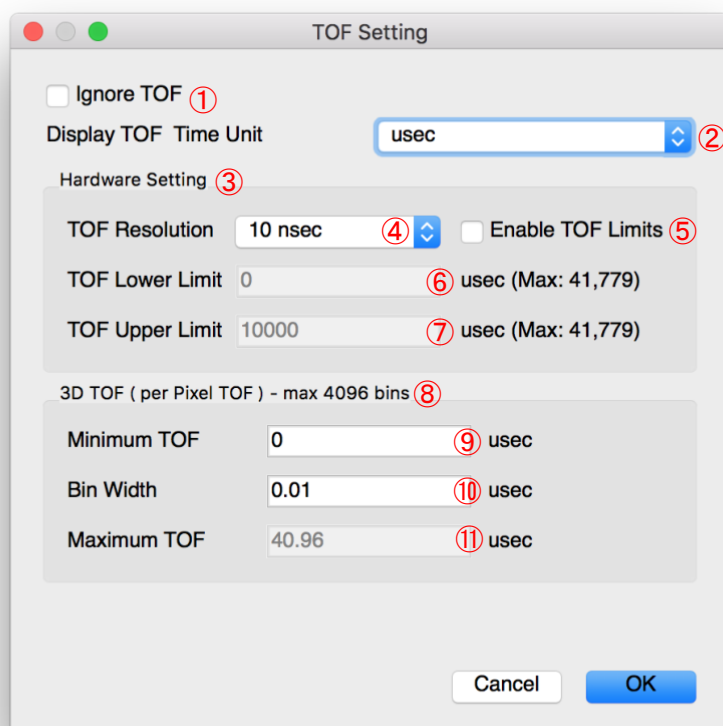 TOF Setting
Ignore TOF ①
Display TOF Time Unit usec ②
Hardware Setting ③
TOF Resolution 10 nsec ④ Enable TOF Limits ⑤
TOF Lower Limit 0 ⑥ usec (Max: 41,779)
TOF Upper Limit 10000 ⑦ usec (Max: 41,779)
3D TOF ( per Pixel TOF ) - max 4096 bins ⑧
Minimum TOF 0 ⑨ usec
Bin Width 0.01 ⑩ usec
Maximum TOF 40.96 ⑪ usec
Cancel OK